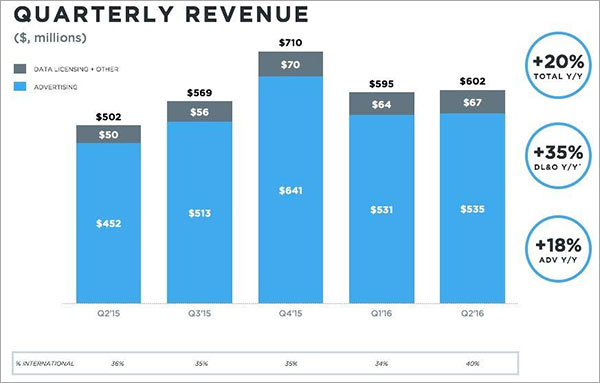 QUARTERLY REVENUE
($, millions)
DATA LICENSING + OTHER
ADVERTISING
$502
$50
$452
$569
$56
$513
$710
$70
$641
$595
$64
$531
$602
$67
$535
Q2'15 Q3'15 Q4'15 Q1'16 Q2'16
+20%
TOTAL Y/Y
+35%
DL&O Y/Y*
+18%
ADV Y/Y
% INTERNATIONAL 36% 35% 35% 34% 40%